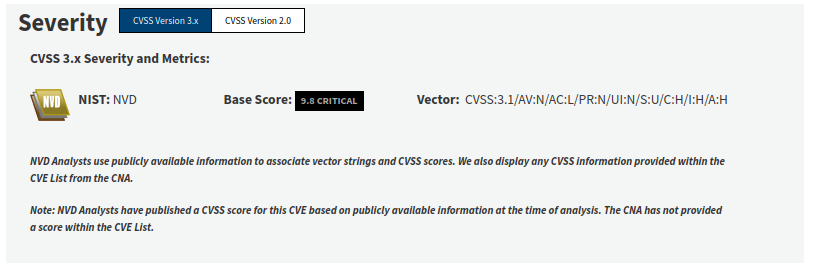 Severity CVSS Version 3.x CVSS Version 2.0
CVSS 3.x Severity and Metrics:
NVD NIST: NVD Base Score: 9.8 CRITICAL Vector: CVSS:3.1/AV:N/AC:L/PR:N/UI:N/S:U/C:H/I:H/A:H
NVD Analysts use publicly available information to associate vector strings and CVSS scores. We also display any CVSS information provided within the
CVE List from the CNA.
Note: NVD Analysts have published a CVSS score for this CVE based on publicly available information at the time of analysis. The CNA has not provided
a score within the CVE List.